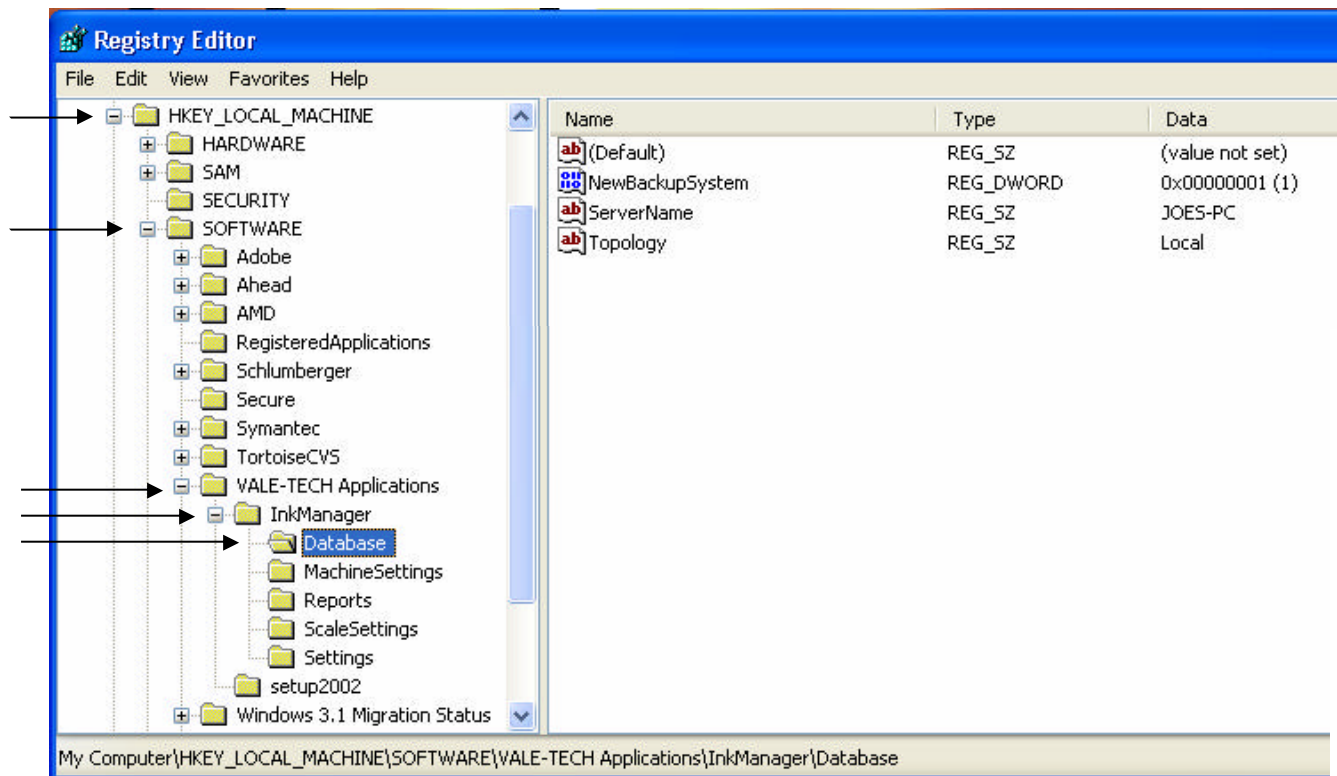 Registry Editor
File Edit View Favorites Help
HKEY_LOCAL_MACHINE
HARDWARE
SAM
SECURITY
SOFTWARE
Adobe
Ahead
AMD
RegisteredApplications
Schlumberger
Secure
Symantec
TortoiseCVS
VALE-TECH Applications
InkManager
Database
MachineSettings
Reports
ScaleSettings
Settings
setup2002
Windows 3.1 Migration Status
Name Type Data
(Default) REG_SZ (value not set)
NewBackupSystem REG_DWORD 0x00000001 (1)
ServerName REG_SZ JOES-PC
Topology REG_SZ Local
My Computer\HKEY_LOCAL_MACHINE\SOFTWARE\VALE-TECH Applications\InkManager\Database